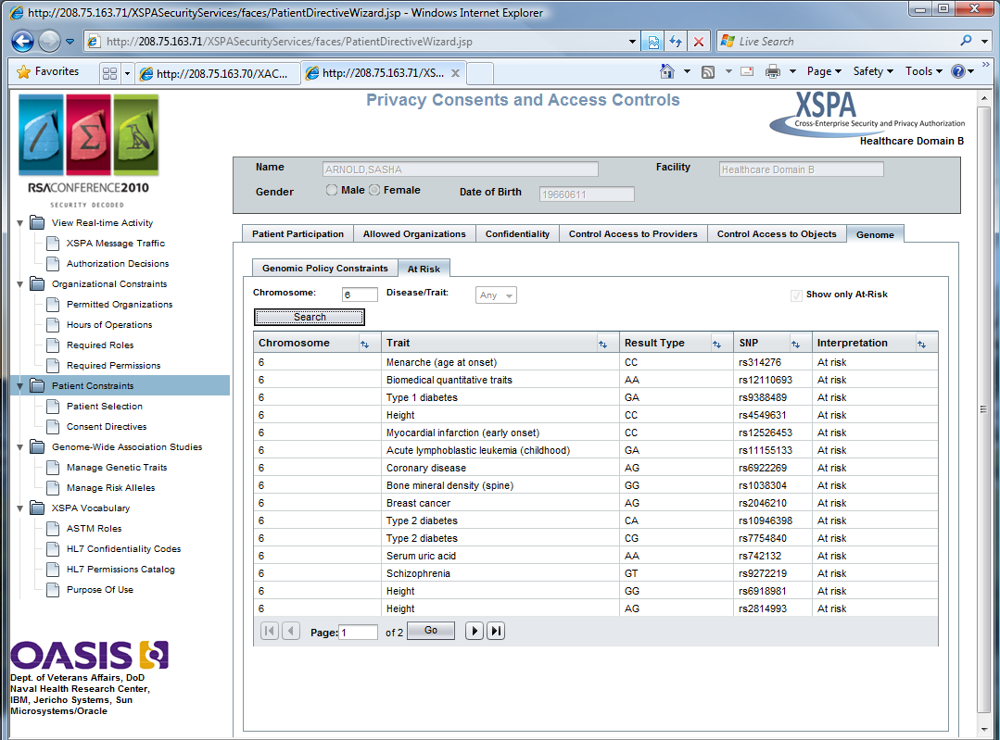 http://208.75.163.71/XSPASecurityServices/faces/PatientDirectiveWizard.jsp - Windows Internet Explorer
http://208.75.163.71/XSPASecurityServices/faces/PatientDirectiveWizard.jsp
Live Search
Favorites
http://208.75.163.70/XAC...
http://208.75.163.71/XS...
Page
Safety
Tools
RSACONFERENCE2010
SECURITY DECODED
Privacy Consents and Access Controls
XSPA
Cross-Enterprise Security and Privacy Authorization
Healthcare Domain B
Name ARNOLD,SASHA Facility Healthcare Domain B
Gender Male Female Date of Birth 19660611
View Real-time Activity
XSPA Message Traffic
Authorization Decisions
Organizational Constraints
Permitted Organizations
Hours of Operations
Required Roles
Required Permissions
Patient Constraints
Patient Selection
Consent Directives
Genome-Wide Association Studies
Manage Genetic Traits
Manage Risk Alleles
XSPA Vocabulary
ASTM Roles
HL7 Confidentiality Codes
HL7 Permissions Catalog
Purpose Of Use
OASIS
Dept. of Veterans Affairs, DoD
Naval Health Research Center,
IBM, Jericho Systems, Sun
Microsystems/Oracle
Patient Participation Allowed Organizations Confidentiality Control Access to Providers Control Access to Objects Genome
Genomic Policy Constraints At Risk
Chromosome: 6 Disease/Trait: Any Show only At-Risk
Search
Chromosome Trait Result Type SNP Interpretation
6 Menarche (age at onset) CC rs314276 At risk
6 Biomedical quantitative traits AA rs12110693 At risk
6 Type 1 diabetes GA rs9388489 At risk
6 Height CC rs4549631 At risk
6 Myocardial infarction (early onset) CC rs12526453 At risk
6 Acute lymphoblastic leukemia (childhood) GA rs11155133 At risk
6 Coronary disease AG rs6922269 At risk
6 Bone mineral density (spine) GG rs1038304 At risk
6 Breast cancer AG rs2046210 At risk
6 Type 2 diabetes CA rs10946398 At risk
6 Type 2 diabetes CG rs7754840 At risk
6 Serum uric acid AA rs742132 At risk
6 Schizophrenia GT rs9272219 At risk
6 Height GG rs6918981 At risk
6 Height AG rs2814993 At risk
Page: 1 of 2 Go